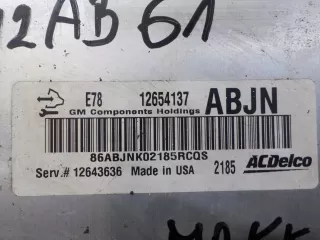 12AB61
E78 12654137 ABJN
GM Components Holdings
86ABJNK02185RCQS
Serv.# 12643636 Made in USA 2185 ACDelco